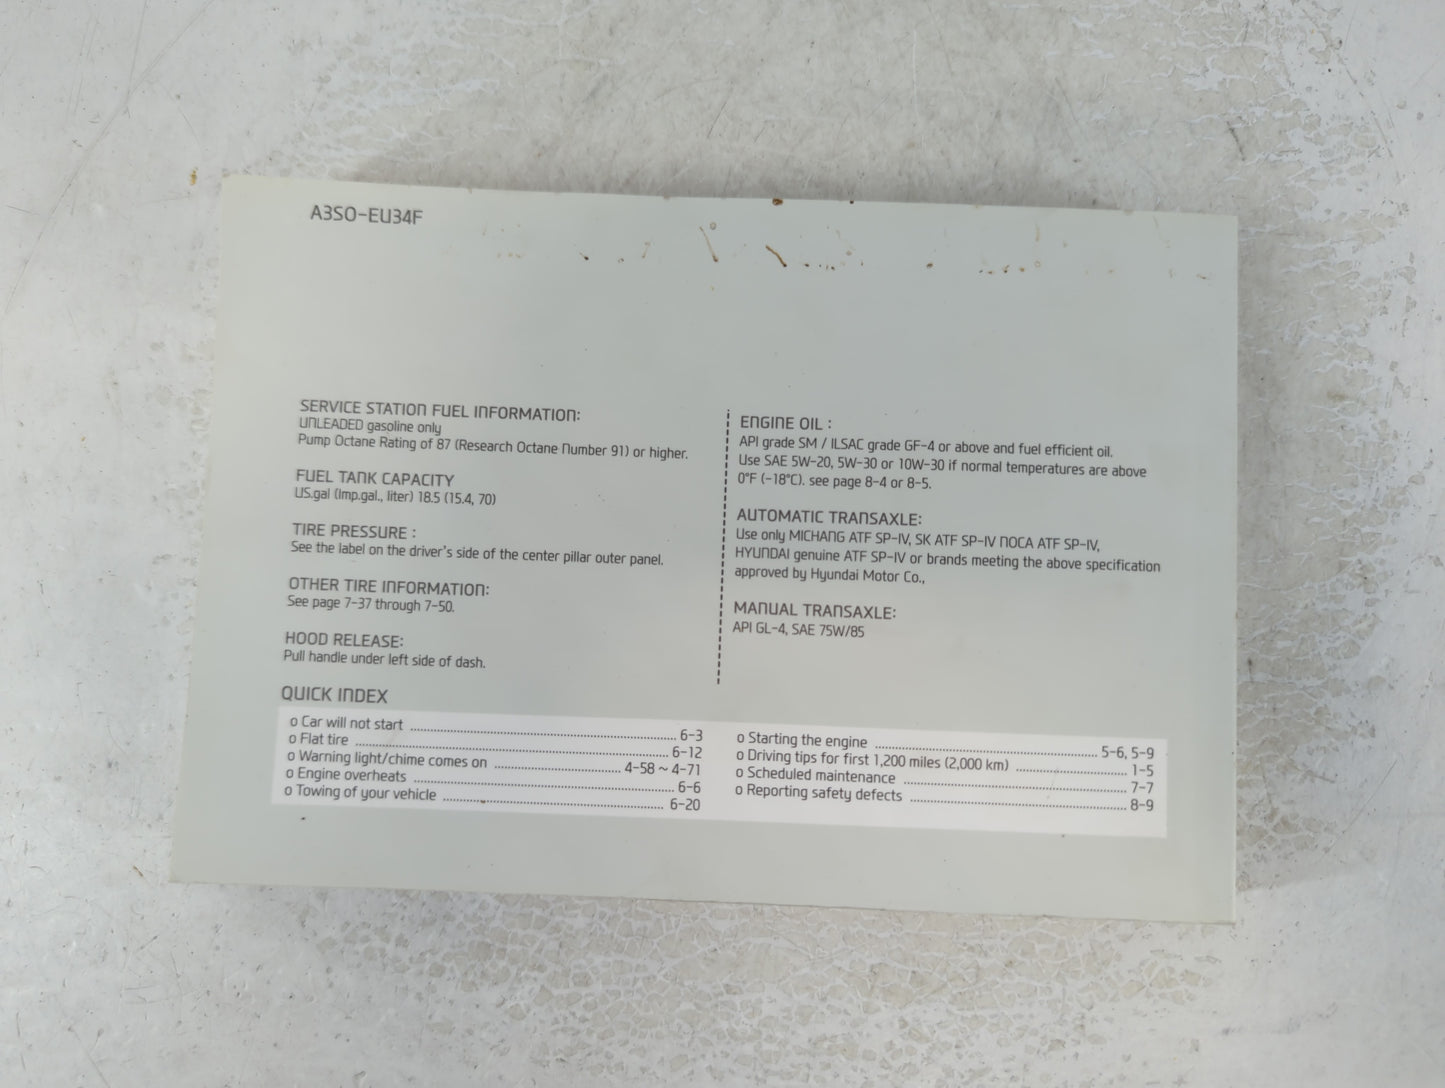 A3SO-EU34F
SERVICE STATION FUEL INFORMATION:
UNLEADED gasoline only
Pump Octane Rating of 87 (Research Octane Number 91) or higher.
FUEL TANK CAPACITY
US.gal (Imp.gal., liter) 18.5 (15.4, 70)
TIRE PRESSURE :
See the label on the driver's side of the center pillar outer panel.
OTHER TIRE INFORMATION:
See page 7-37 through 7-50.
HOOD RELEASE:
Pull handle under left side of dash.
ENGINE OIL :
API grade SM / ILSAC grade GF-4 or above and fuel efficient oil.
Use SAE 5W-20, 5W-30 or 10W-30 if normal temperatures are above
0°F (-18°C). see page 8-4 or 8-5.
AUTOMATIC TRANSAXLE:
Use only MICHANG ATF SP-IV, SK ATF SP-IV NOCA ATF SP-IV,
HYUNDAI genuine ATF SP-IV or brands meeting the above specification
approved by Hyundai Motor Co.,
MANUAL TRANSAXLE:
API GL-4, SAE 75W/85
QUICK INDEX
o Car will not start ........ 6-3
o Flat tire ........ 6-12
o Warning light/chime comes on ........ 4-58 ~ 4-71
o Engine overheats ........ 6-6
o Towing of your vehicle ........ 6-20
o Starting the engine ........ 5-6, 5-9
o Driving tips for first 1,200 miles (2,000 km) ........ 1-5
o Scheduled maintenance ........ 7-7
o Reporting safety defects ........ 8-9